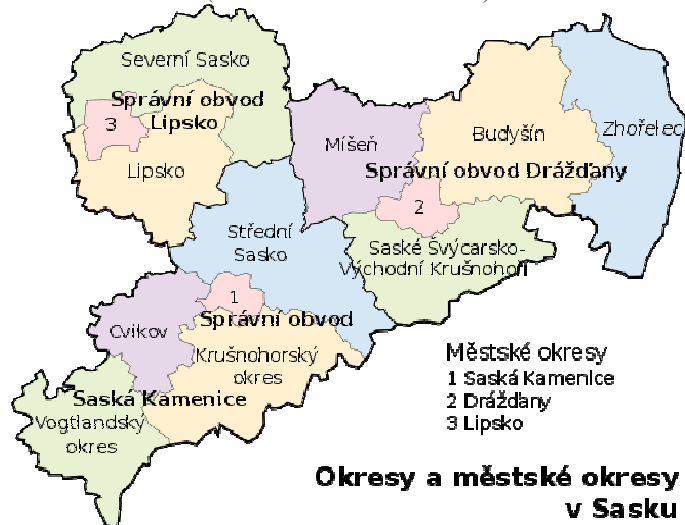 Severní Sasko
Správní obvod
Lipsko
3
Lipsko
Míšeň
Budyšín
Zhořelec
Správní obvod Drážďany
2
Střední
Sasko
Saské Švýcarsko-
Východní Krušnohoří
1
Správní obvod
Cvikov
Krušnohorský
okres
Saská Kamenice
Vogtlandský
okres
Městské okresy
1 Saská Kamenice
2 Drážďany
3 Lipsko
Okresy a městské okresy
v Sasku